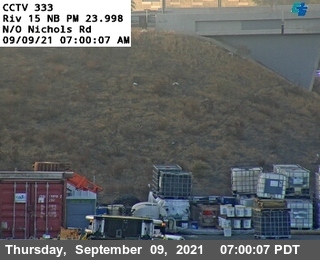 CCTV 333
Riv 15 NB PM 23.998
N/O Nichols Rd
09/09/21 07:00:07 AM
Thursday, September 09, 2021 07:00:07 PDT